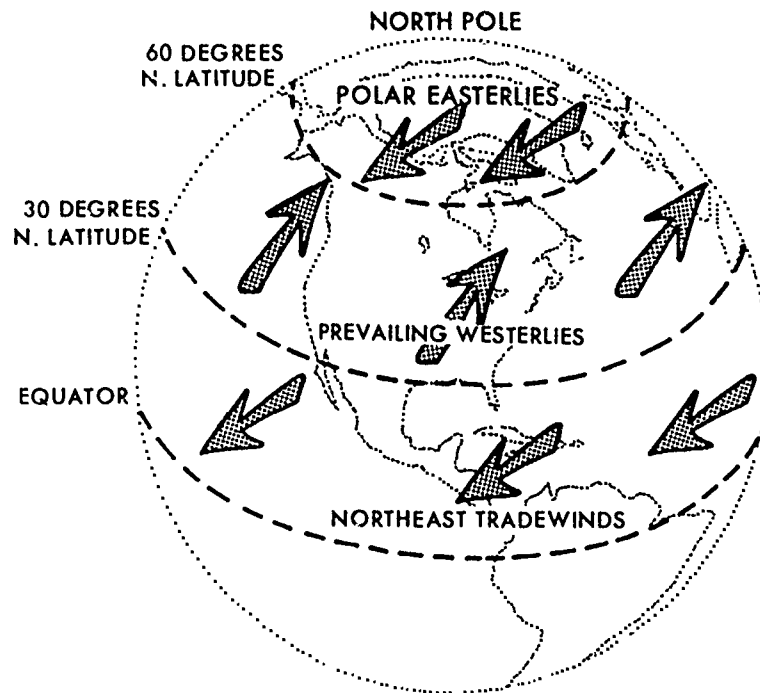 NORTH POLE
60 DEGREES
N. LATITUDE
POLAR EASTERLIES
30 DEGREES
N. LATITUDE
PREVAILING WESTERLIES
EQUATOR
NORTHEAST TRADEWINDS